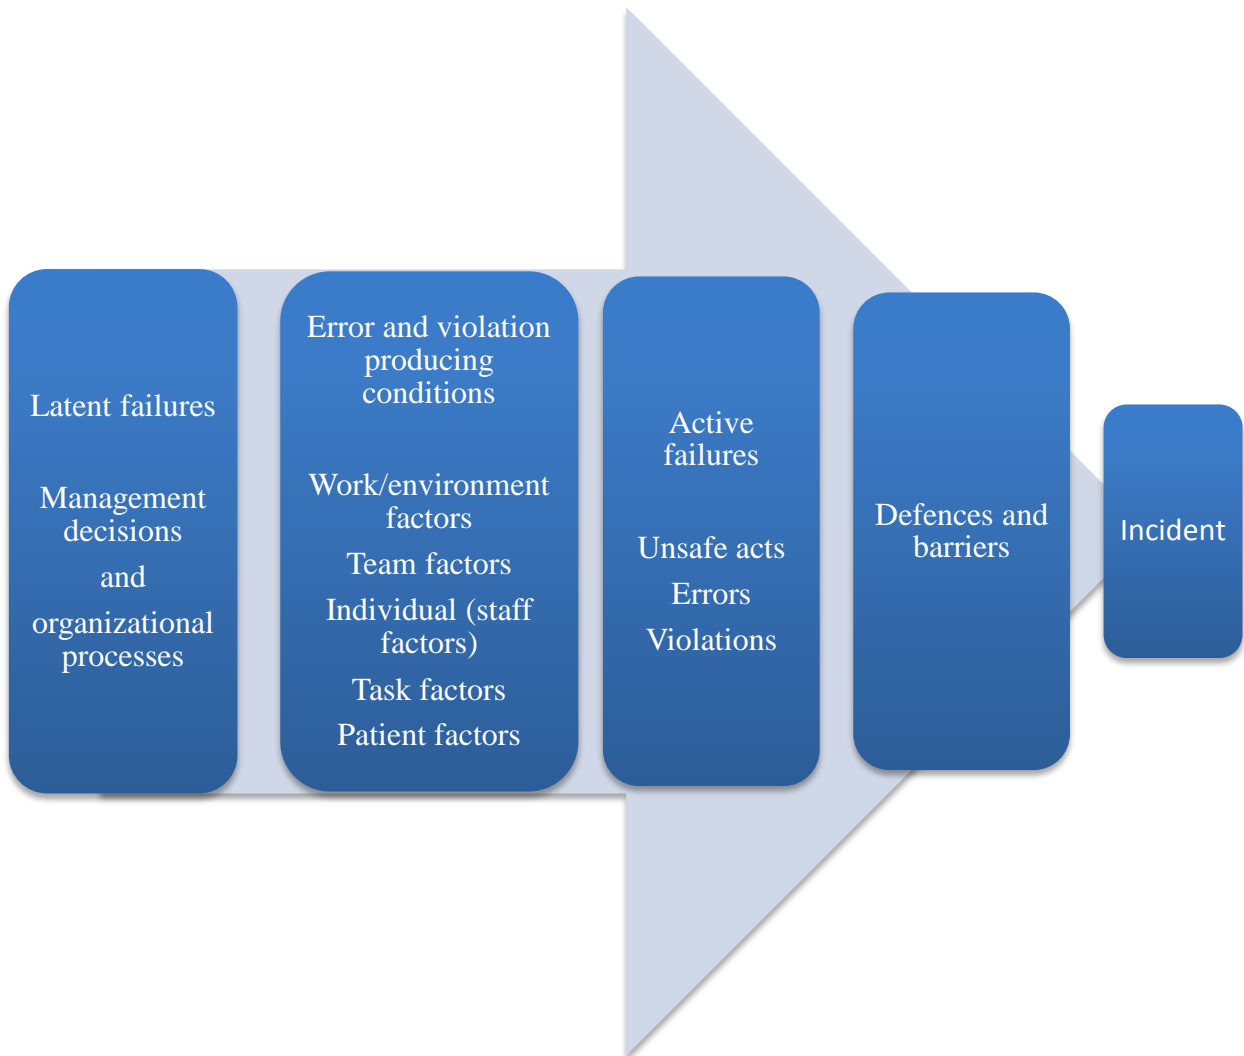 Latent failures
Management
decisions
and
organizational
processes
Error and violation
producing
conditions
Work/environment
factors
Team factors
Individual (staff
factors)
Task factors
Patient factors
Active
failures
Unsafe acts
Errors
Violations
Defences and
barriers
Incident